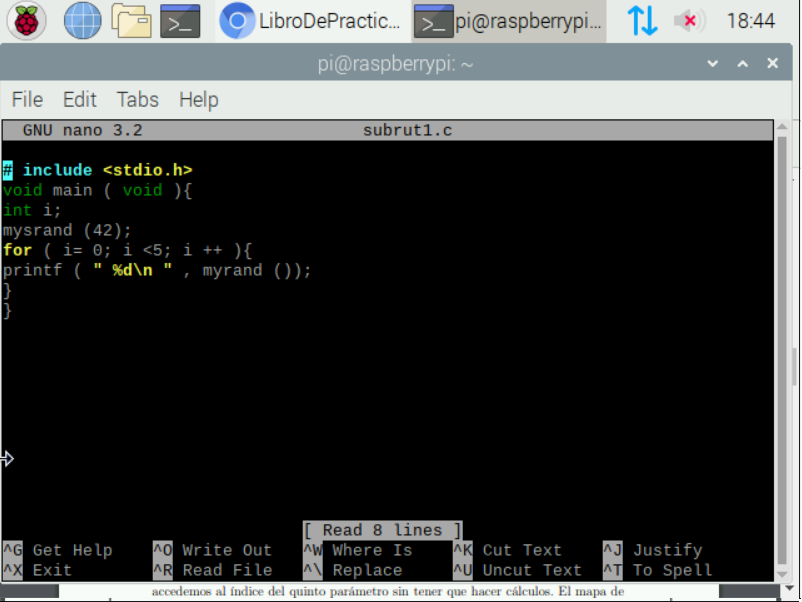 LibroDePractic...
pi@raspberrypi...
18:44
pi@raspberrypi: ~
File Edit Tabs Help
GNU nano 3.2 subrut1.c
# include <stdio.h>
void main ( void ){
int i;
mysrand (42);
for ( i= 0; i <5; i ++ ){
printf ( " %d\n " , myrand ());
}
}
[ Read 8 lines ]
^G Get Help ^O Write Out ^W Where Is ^K Cut Text ^J Justify
^X Exit ^R Read File ^\ Replace ^U Uncut Text ^T To Spell
accedemos al índice del quinto parámetro sin tener que hacer cálculos. El mapa de